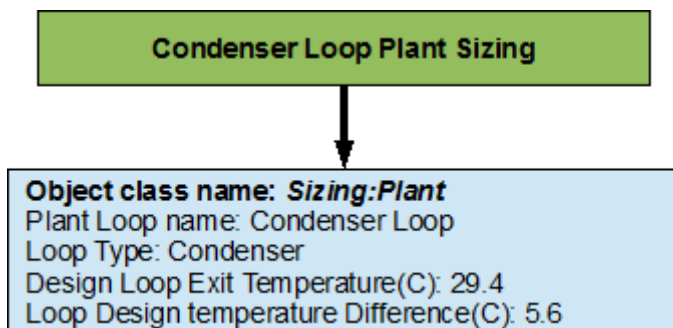 Condenser Loop Plant Sizing
Object class name: Sizing:Plant
Plant Loop name: Condenser Loop
Loop Type: Condenser
Design Loop Exit Temperature(C): 29.4
Loop Design temperature Difference(C): 5.6